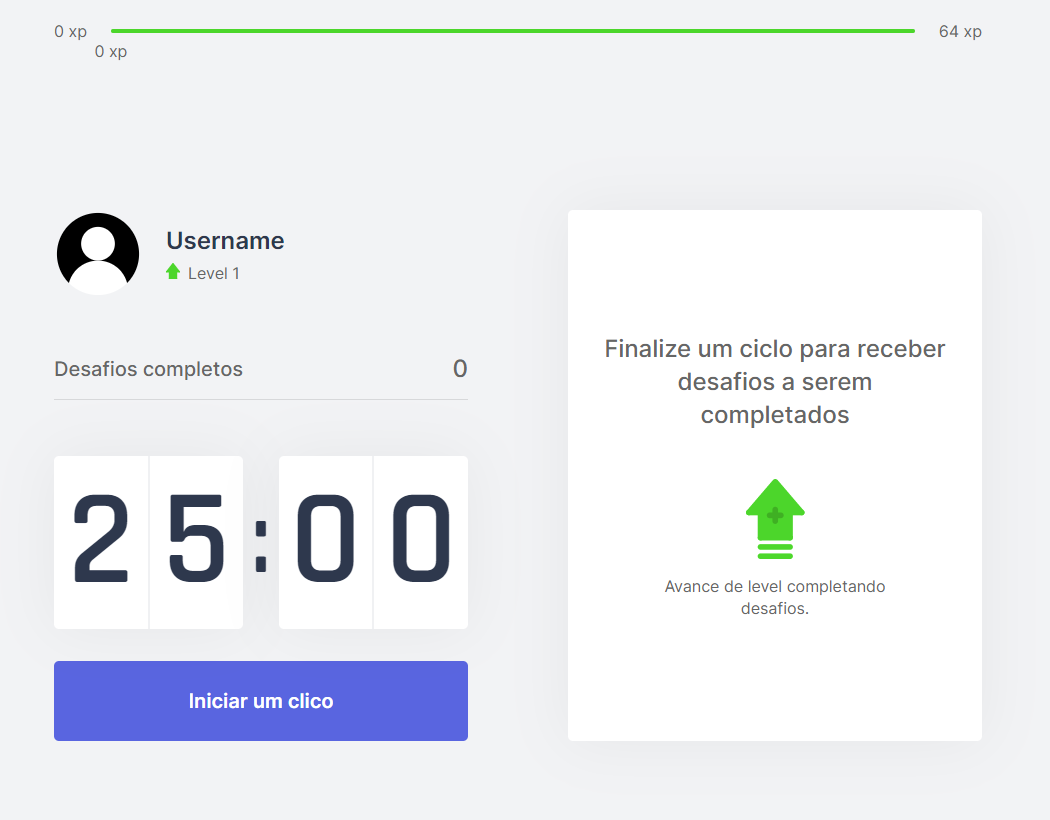 0 xp
64 xp
0 xp
Username
Level 1
Desafios completos
0
25:00
Iniciar um clico
Finalize um ciclo para receber
desafios a serem
completados
Avance de level completando
desafios.